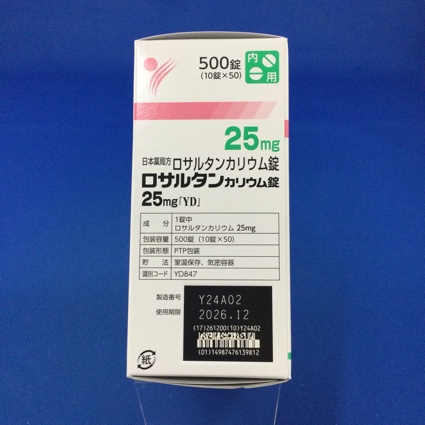 500錠
(10錠×50)
内
用
25mg
日本薬局方 ロサルタンカリウム錠
ロサルタンカリウム錠
25mg「YD」
成分 1錠中
ロサルタンカリウム 25mg
包装容量 500錠(10錠×50)
包装形態 PTP包装
貯法 室温保存、気密容器
識別コード YD847
製造番号 Y24A02
使用期限 2026.12
(17)261200(10)Y24A02
(01)14987476139812
紙